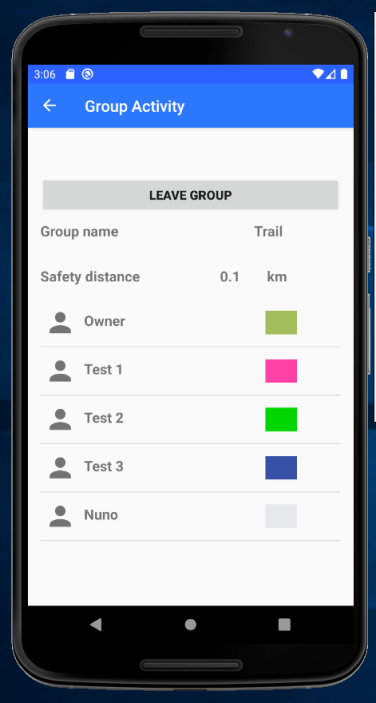 3:06
Group Activity
LEAVE GROUP
Group name Trail
Safety distance 0.1 km
Owner
Test 1
Test 2
Test 3
Nuno